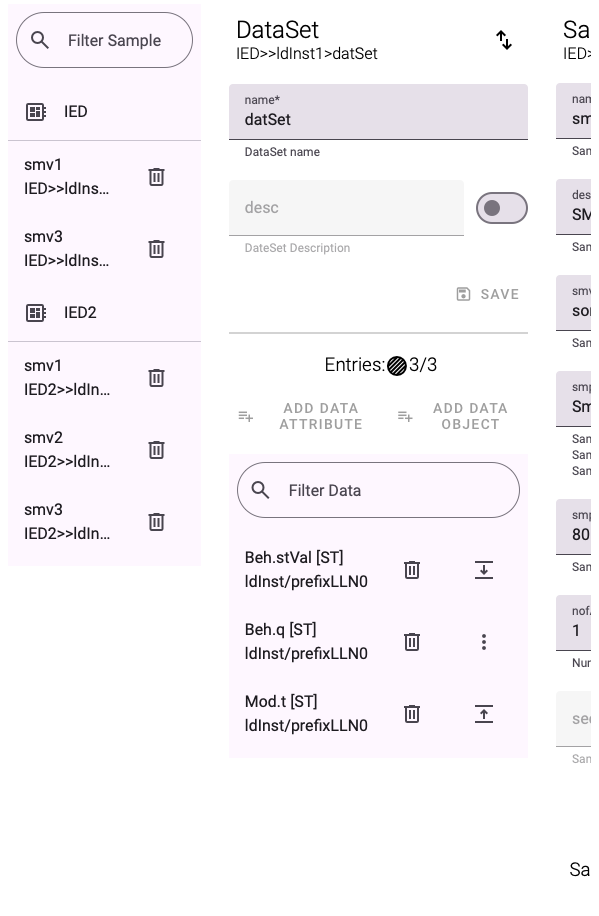 Filter Sample
IED
smv1
IED>>ldIns...
smv3
IED>>ldIns...
IED2
smv1
IED2>>ldIn...
smv2
IED2>>ldIn...
smv3
IED2>>ldIn...
DataSet
IED>>ldInst1>datSet
name*
datSet
DataSet name
desc
DateSet Description
SAVE
Entries: 3/3
ADD DATA
ATTRIBUTE
ADD DATA
OBJECT
Filter Data
Beh.stVal [ST]
ldInst/prefixLLN0
Beh.q [ST]
ldInst/prefixLLN0
Mod.t [ST]
ldInst/prefixLLN0
Sa
IED>
nam
sm
San
des
SM
San
smv
sor
San
smp
Sm
San
San
San
smp
80
San
nof
1
Nur
sec
San
Sa